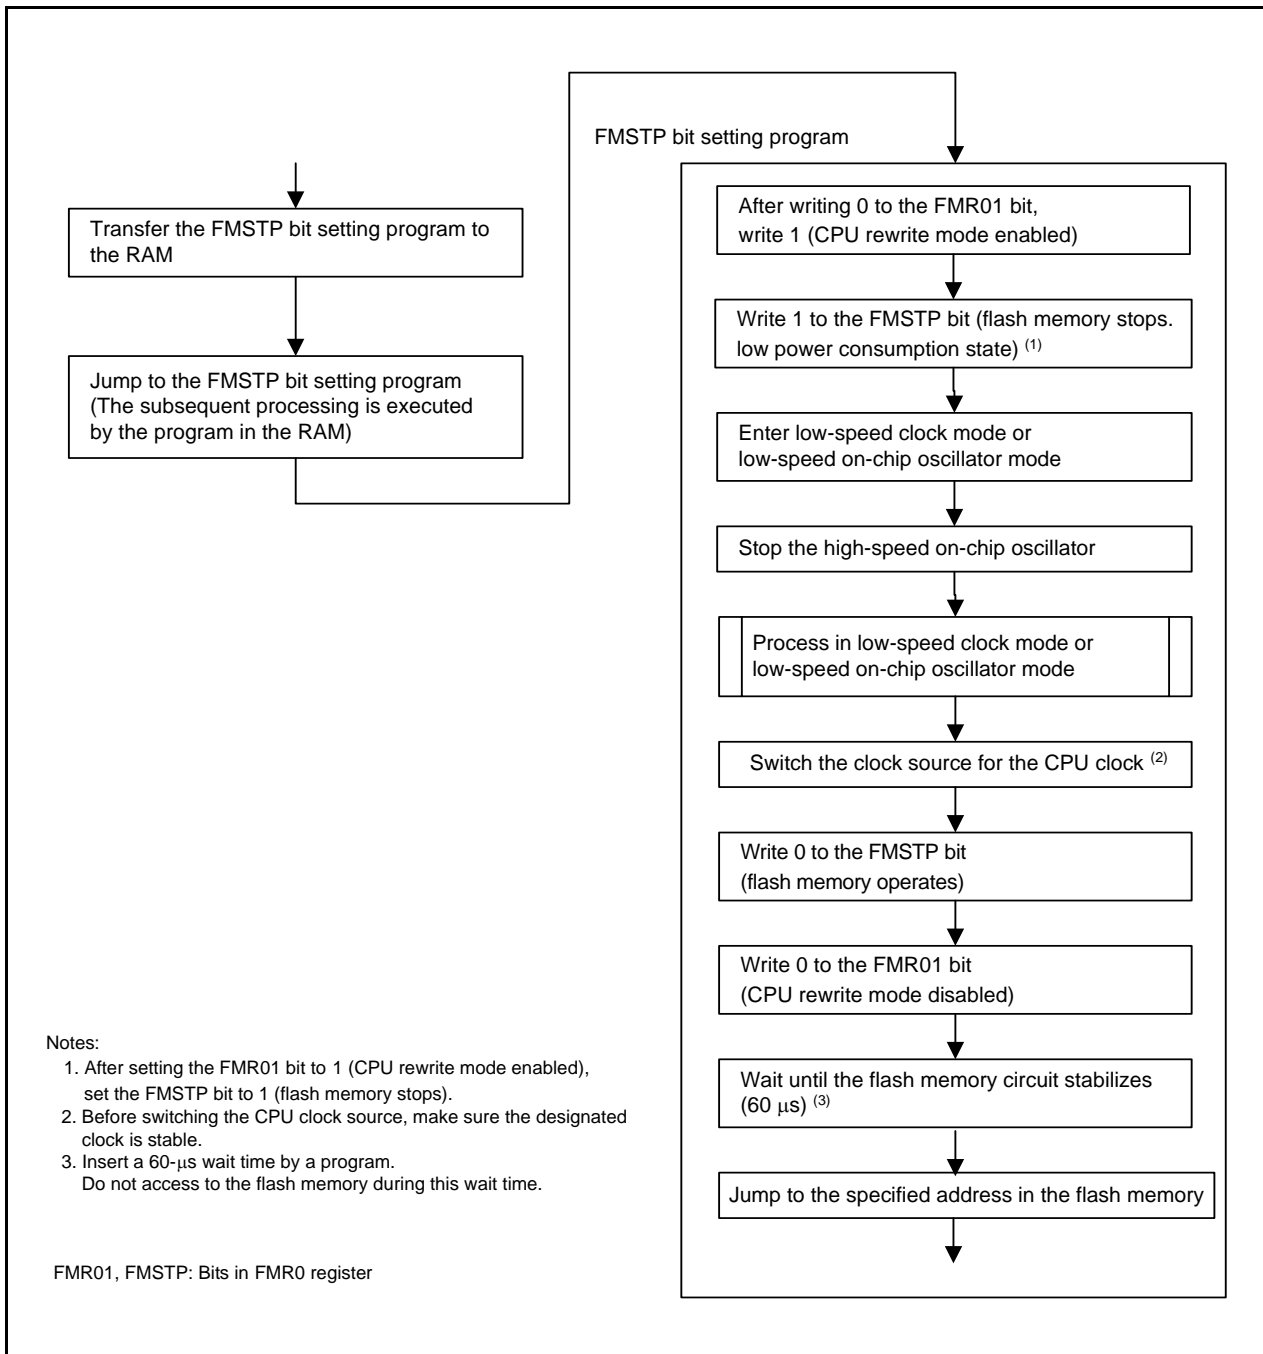 Transfer the FMSTP bit setting program to
the RAM
Jump to the FMSTP bit setting program
(The subsequent processing is executed
by the program in the RAM)
FMSTP bit setting program
After writing 0 to the FMR01 bit,
write 1 (CPU rewrite mode enabled)
Write 1 to the FMSTP bit (flash memory stops.
low power consumption state) (1)
Enter low-speed clock mode or
low-speed on-chip oscillator mode
Stop the high-speed on-chip oscillator
Process in low-speed clock mode or
low-speed on-chip oscillator mode
Switch the clock source for the CPU clock (2)
Write 0 to the FMSTP bit
(flash memory operates)
Write 0 to the FMR01 bit
(CPU rewrite mode disabled)
Wait until the flash memory circuit stabilizes
(60 μs) (3)
Jump to the specified address in the flash memory
Notes:
1. After setting the FMR01 bit to 1 (CPU rewrite mode enabled),
set the FMSTP bit to 1 (flash memory stops).
2. Before switching the CPU clock source, make sure the designated
clock is stable.
3. Insert a 60-μs wait time by a program.
Do not access to the flash memory during this wait time.
FMR01, FMSTP: Bits in FMR0 register